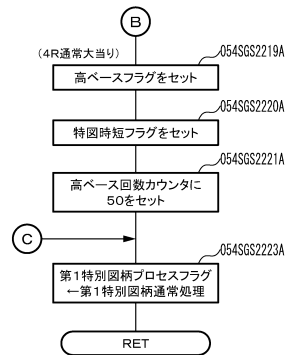 B
(4R通常大当り)
054SGS2219A
高ベースフラグをセット
054SGS2220A
特図時短フラグをセット
054SGS2221A
高ベース回数カウンタに
50をセット
C
054SGS2223A
第1特別図柄プロセスフラグ
←第1特別図柄通常処理
RET